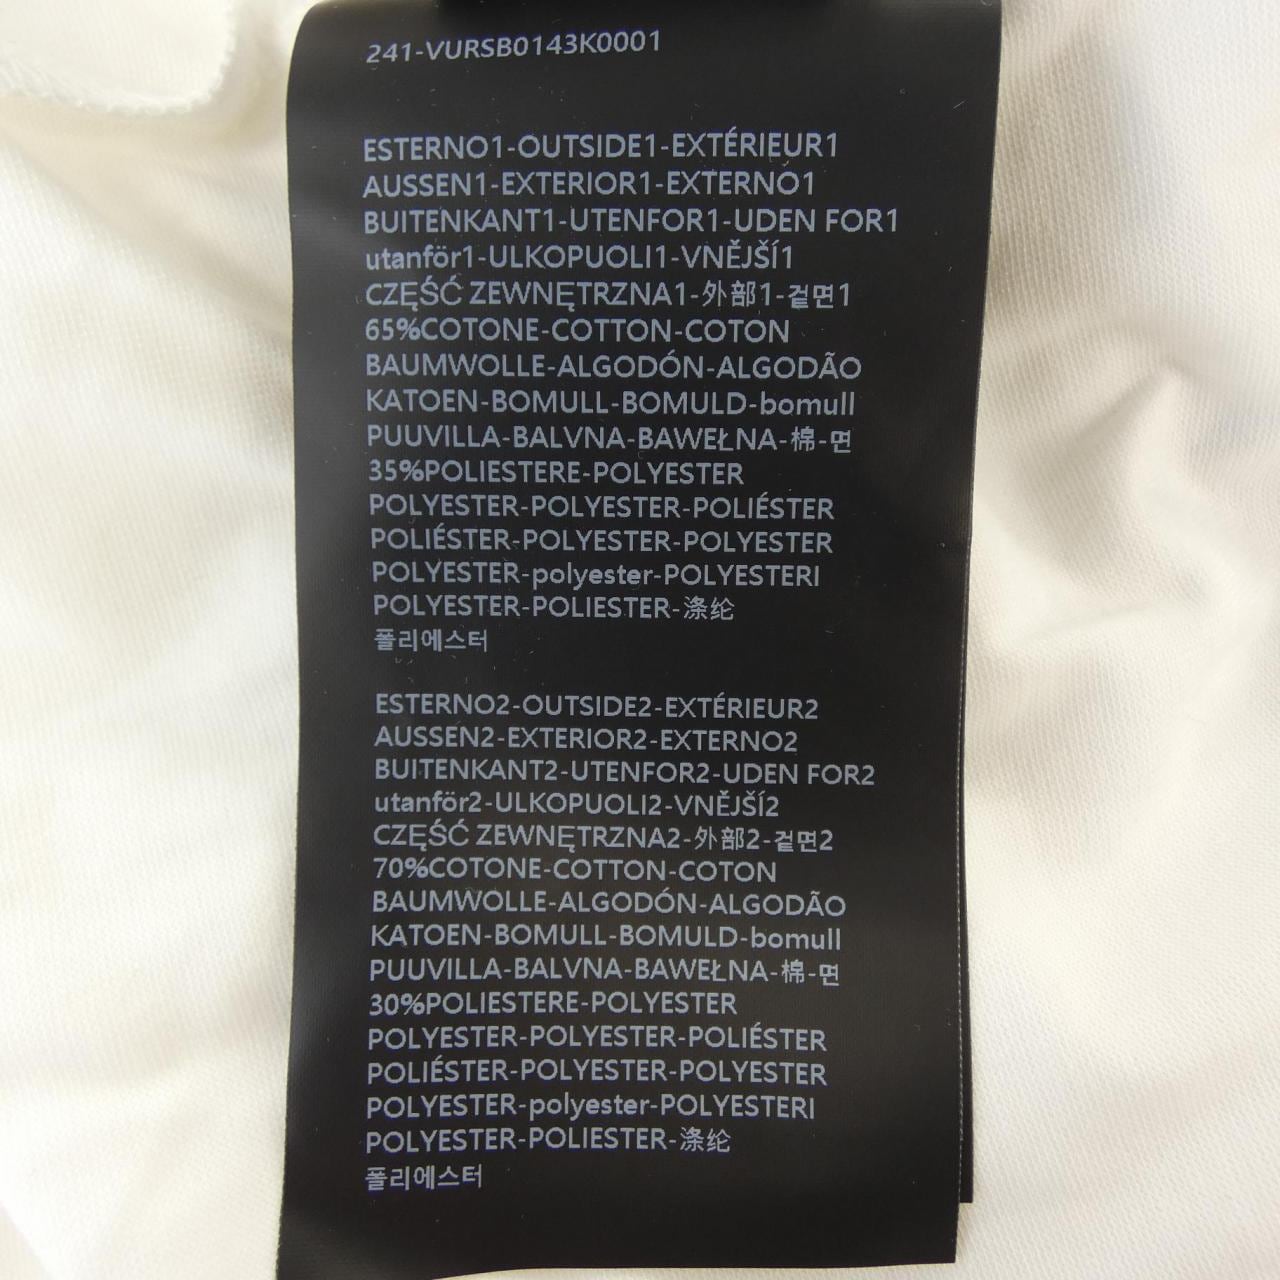 241-VURSB0143K0001
ESTERNO1-OUTSIDE1-EXTÉRIEUR1
AUSSEN1-EXTERIOR1-EXTERNO1
BUITENKANT1-UTENFOR1-UDEN FOR1
utanför1-ULKOPUOLI1-VNĚJŠÍ1
CZĘŚĆ ZEWNĘTRZNA1-外部1-겉면1
65%COTONE-COTTON-COTON
BAUMWOLLE-ALGODÓN-ALGODÃO
KATOEN-BOMULL-BOMULD-bomull
PUUVILLA-BALVNA-BAWEŁNA-棉-면
35%POLIESTERE-POLYESTER
POLYESTER-POLYESTER-POLIÉSTER
POLIÉSTER-POLYESTER-POLYESTER
POLYESTER-polyester-POLYESTERI
POLYESTER-POLIESTER-涤纶
폴리에스터
ESTERNO2-OUTSIDE2-EXTÉRIEUR2
AUSSEN2-EXTERIOR2-EXTERNO2
BUITENKANT2-UTENFOR2-UDEN FOR2
utanför2-ULKOPUOLI2-VNĚJŠÍ2
CZĘŚĆ ZEWNĘTRZNA2-外部2-겉면2
70%COTONE-COTTON-COTON
BAUMWOLLE-ALGODÓN-ALGODÃO
KATOEN-BOMULL-BOMULD-bomull
PUUVILLA-BALVNA-BAWEŁNA-棉-면
30%POLIESTERE-POLYESTER
POLYESTER-POLYESTER-POLIÉSTER
POLIÉSTER-POLYESTER-POLYESTER
POLYESTER-polyester-POLYESTERI
POLYESTER-POLIESTER-涤纶
폴리에스터